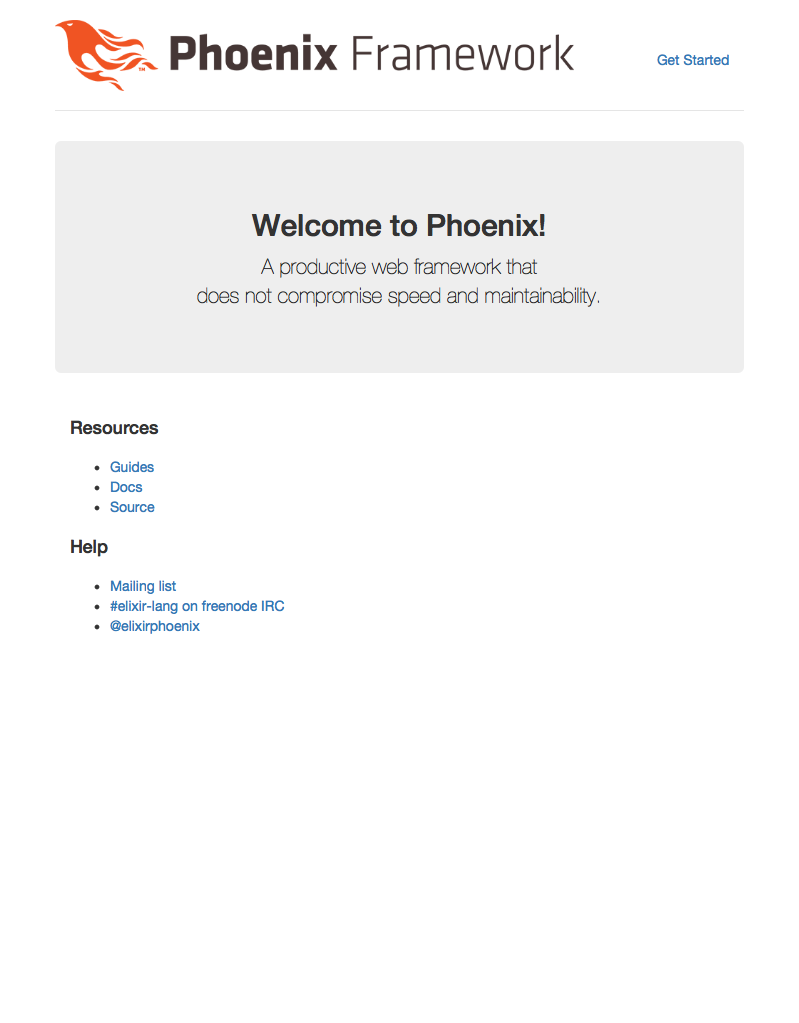 Phoenix Framework
Get Started
Welcome to Phoenix!
A productive web framework that
does not compromise speed and maintainability.
Resources
Guides
Docs
Source
Help
Mailing list
#elixir-lang on freenode IRC
@elixirphoenix